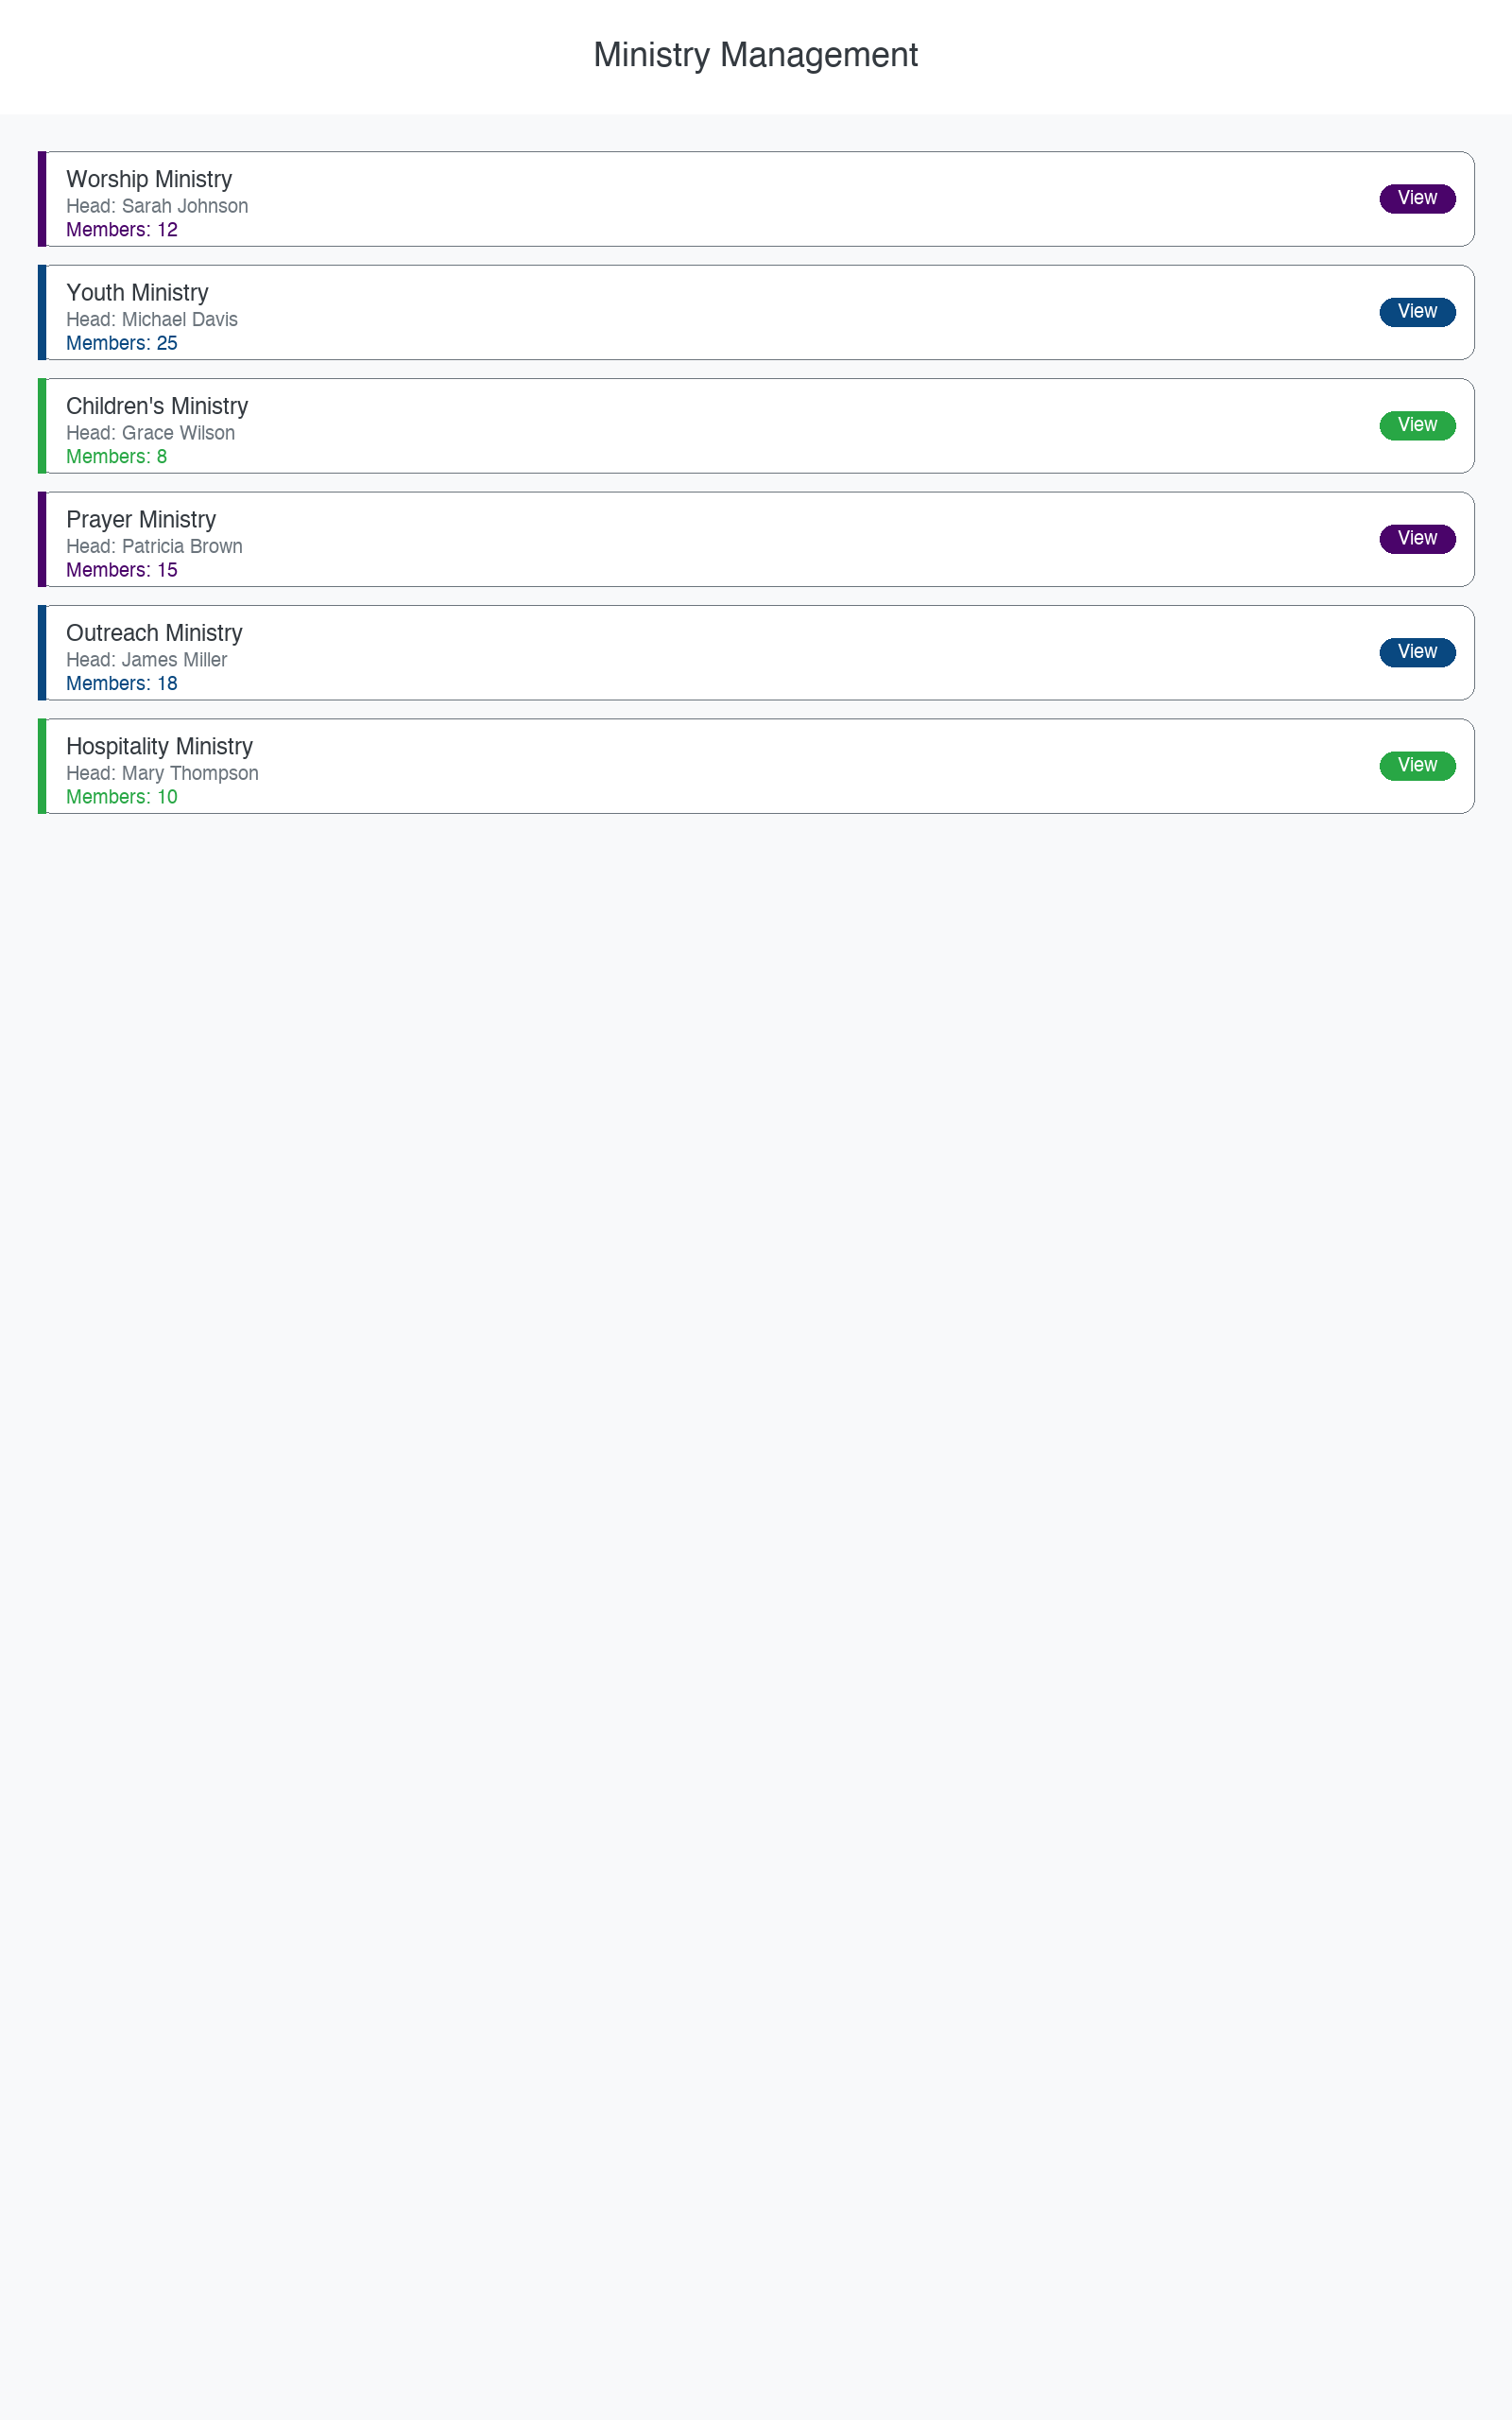 Ministry Management
Worship Ministry
Head: Sarah Johnson
Members: 12
View
Youth Ministry
Head: Michael Davis
Members: 25
View
Children's Ministry
Head: Grace Wilson
Members: 8
View
Prayer Ministry
Head: Patricia Brown
Members: 15
View
Outreach Ministry
Head: James Miller
Members: 18
View
Hospitality Ministry
Head: Mary Thompson
Members: 10
View